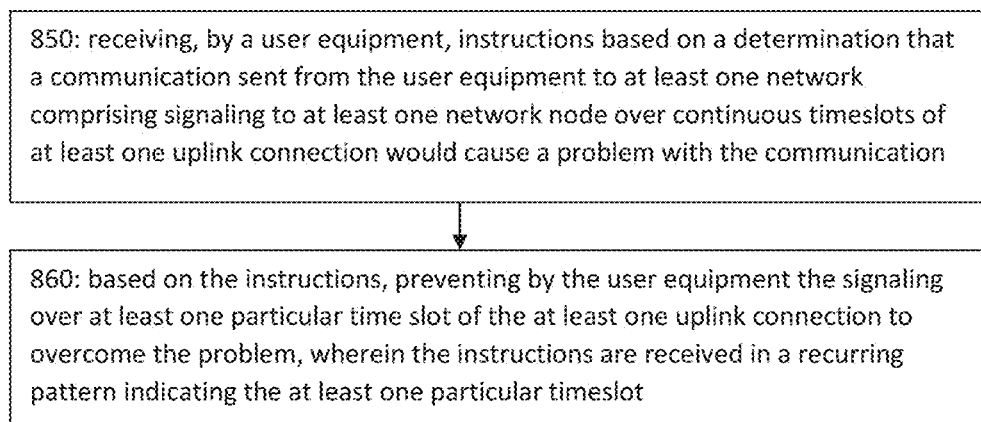 850: receiving, by a user equipment, instructions based on a determination that
a communication sent from the user equipment to at least one network
comprising signaling to at least one network node over continuous timeslots of
at least one uplink connection would cause a problem with the communication
860: based on the instructions, preventing by the user equipment the signaling
over at least one particular time slot of the at least one uplink connection to
overcome the problem, wherein the instructions are received in a recurring
pattern indicating the at least one particular timeslot